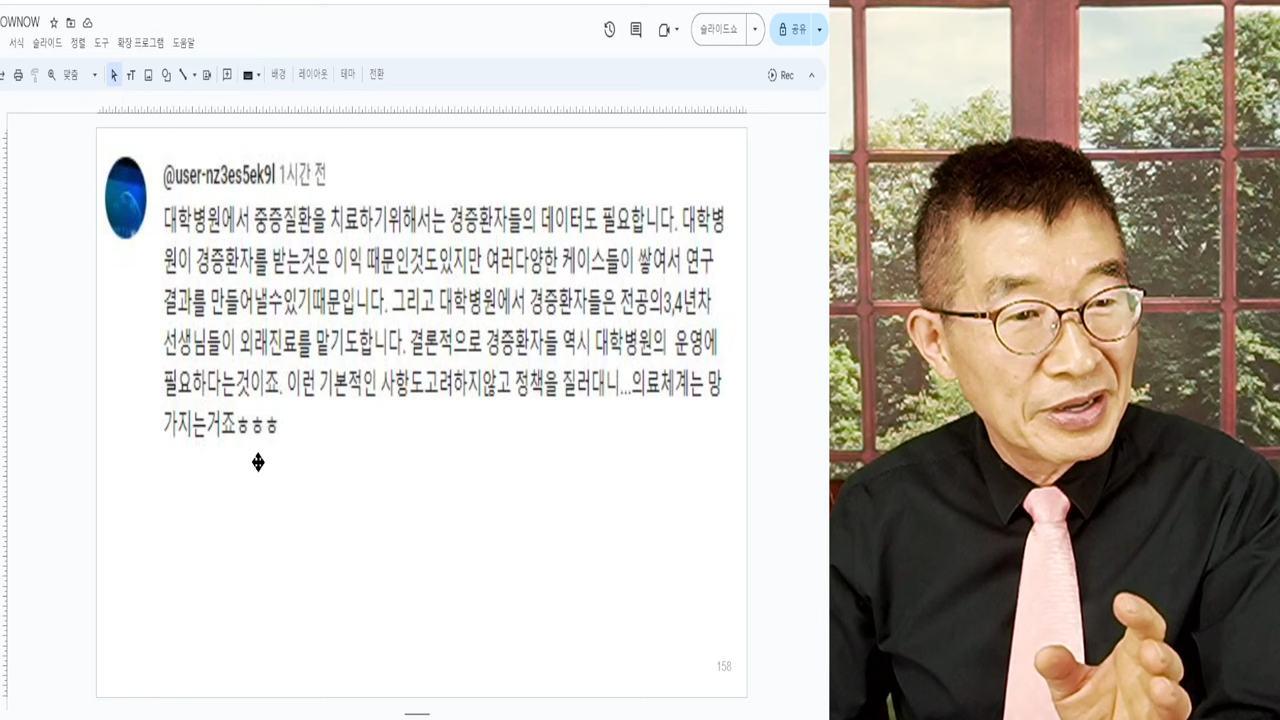 OWNOW
슬라이드쇼
공유
서식 슬라이드 정렬 도구 확장 프로그램 도움말
맞춤
배경 레이아웃 테마 전환
Rec
@user-nz3es5ek9l 1시간 전
대학병원에서 중증질환을 치료하기위해서는 경증환자들의 데이터도 필요합니다. 대학병
원이 경증환자를 받는것은 이익 때문인것도있지만 여러다양한 케이스들이 쌓여서 연구
결과를 만들어낼수있기때문입니다. 그리고 대학병원에서 경증환자들은 전공의3,4년차
선생님들이 외래진료를 맡기도합니다. 결론적으로 경증환자들 역시 대학병원의 운영에
필요하다는것이죠. 이런 기본적인 사항도고려하지않고 정책을 질러대니...의료체계는 망
가지는거죠ㅎㅎㅎ
158